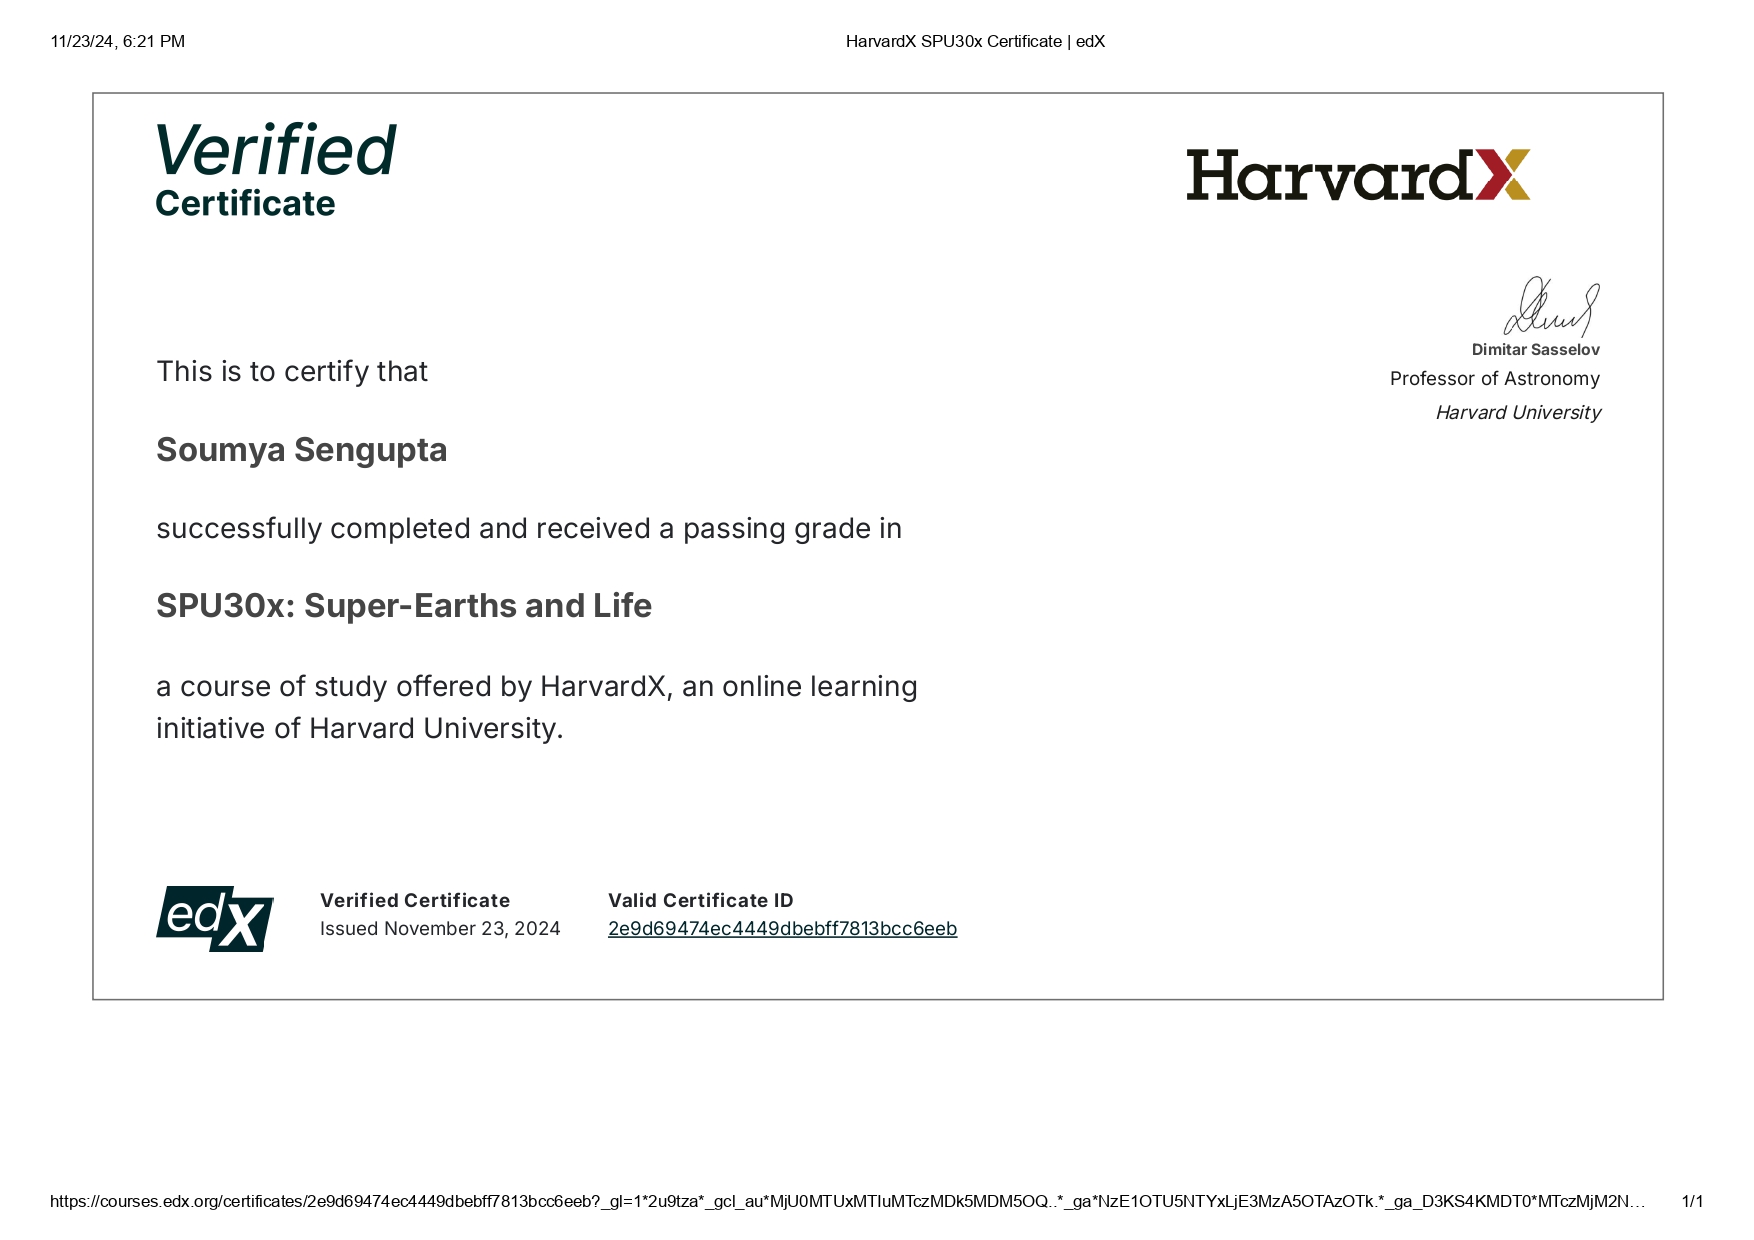 11/23/24, 6:21 PM
HarvardX SPU30x Certificate | edX
Verified
Certificate
HarvardX
Dimitar Sasselov
Professor of Astronomy
Harvard University
This is to certify that
Soumya Sengupta
successfully completed and received a passing grade in
SPU30x: Super-Earths and Life
a course of study offered by HarvardX, an online learning
initiative of Harvard University.
edX
Verified Certificate
Issued November 23, 2024
Valid Certificate ID
2e9d69474ec4449dbebff7813bcc6eeb
https://courses.edx.org/certificates/2e9d69474ec4449dbebff7813bcc6eeb?_gl=1*2u9tza*_gcl_au*MjU0MTUxMTIuMTczMDk5MDM5OQ..*_ga*NzE1OTU5NTYxLjE3MzA5OTAzOTk.*_ga_D3KS4KMDT0*MTczMjM2N…
1/1